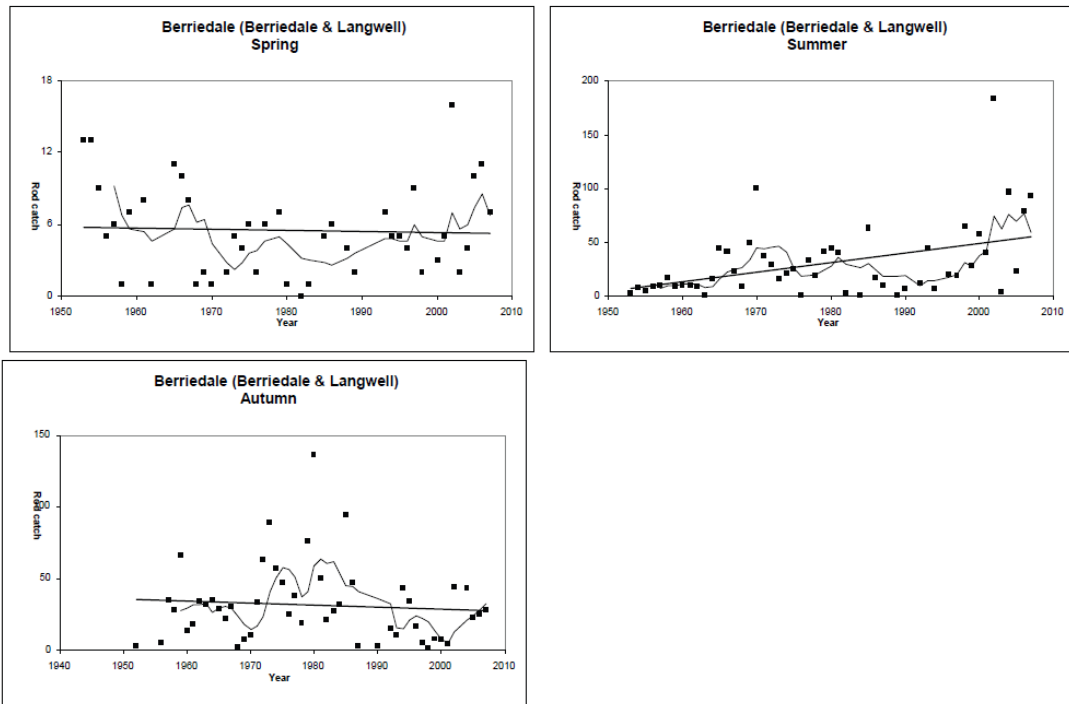 Berriedale (Berriedale & Langwell)
Spring
18
12
6
0
Rod catch
1950 1960 1970 1980 1990 2000 2010
Year
Berriedale (Berriedale & Langwell)
Summer
200
150
100
50
0
Rod catch
1950 1960 1970 1980 1990 2000 2010
Year
Berriedale (Berriedale & Langwell)
Autumn
150
100
50
0
Rod catch
1940 1950 1960 1970 1980 1990 2000 2010
Year